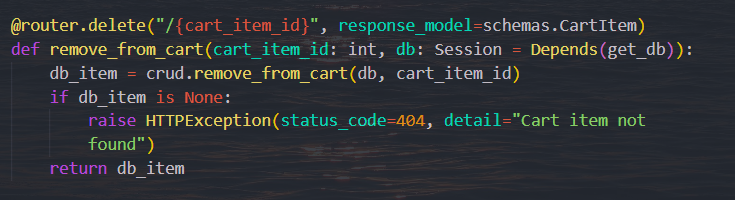 @router.delete("/{cart_item_id}", response_model=schemas.CartItem)
def remove_from_cart(cart_item_id: int, db: Session = Depends(get_db)):
    db_item = crud.remove_from_cart(db, cart_item_id)
    if db_item is None:
        raise HTTPException(status_code=404, detail="Cart item not
        found")
    return db_item